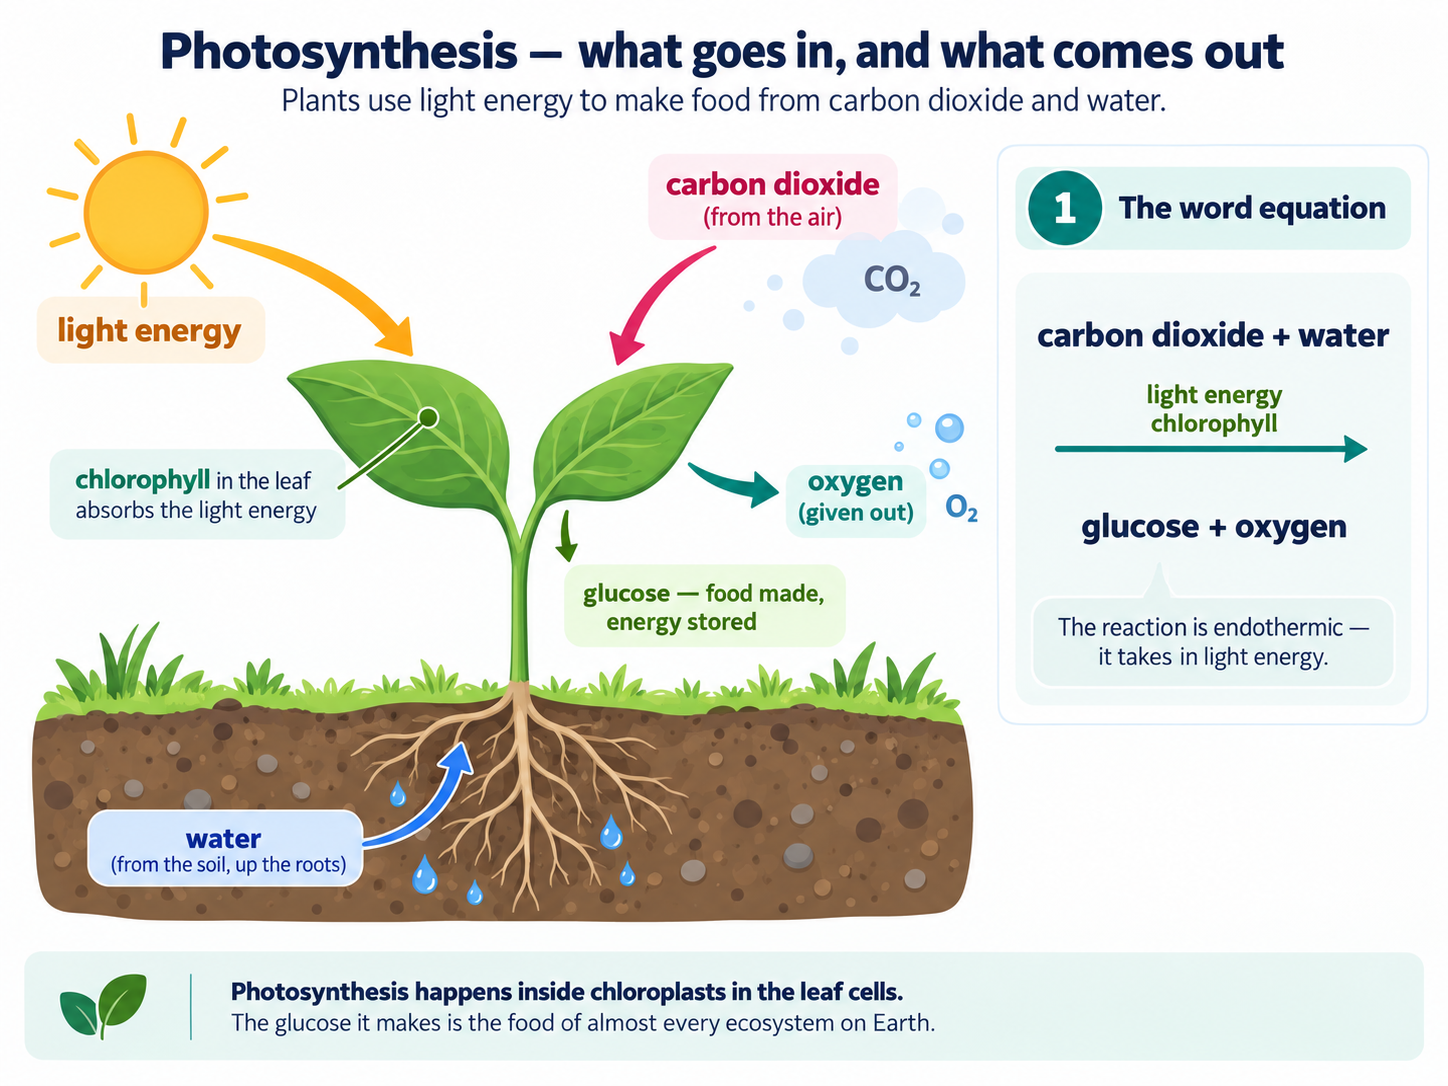 Photosynthesis — what goes in, and what comes out
Plants use light energy to make food from carbon dioxide and water.
light energy
carbon dioxide
(from the air)
CO₂
chlorophyll in the leaf
absorbs the light energy
oxygen
(given out)
O₂
glucose — food made,
energy stored
water
(from the soil, up the roots)
1 The word equation
carbon dioxide + water
light energy
chlorophyll
glucose + oxygen
The reaction is endothermic —
it takes in light energy.
Photosynthesis happens inside chloroplasts in the leaf cells.
The glucose it makes is the food of almost every ecosystem on Earth.